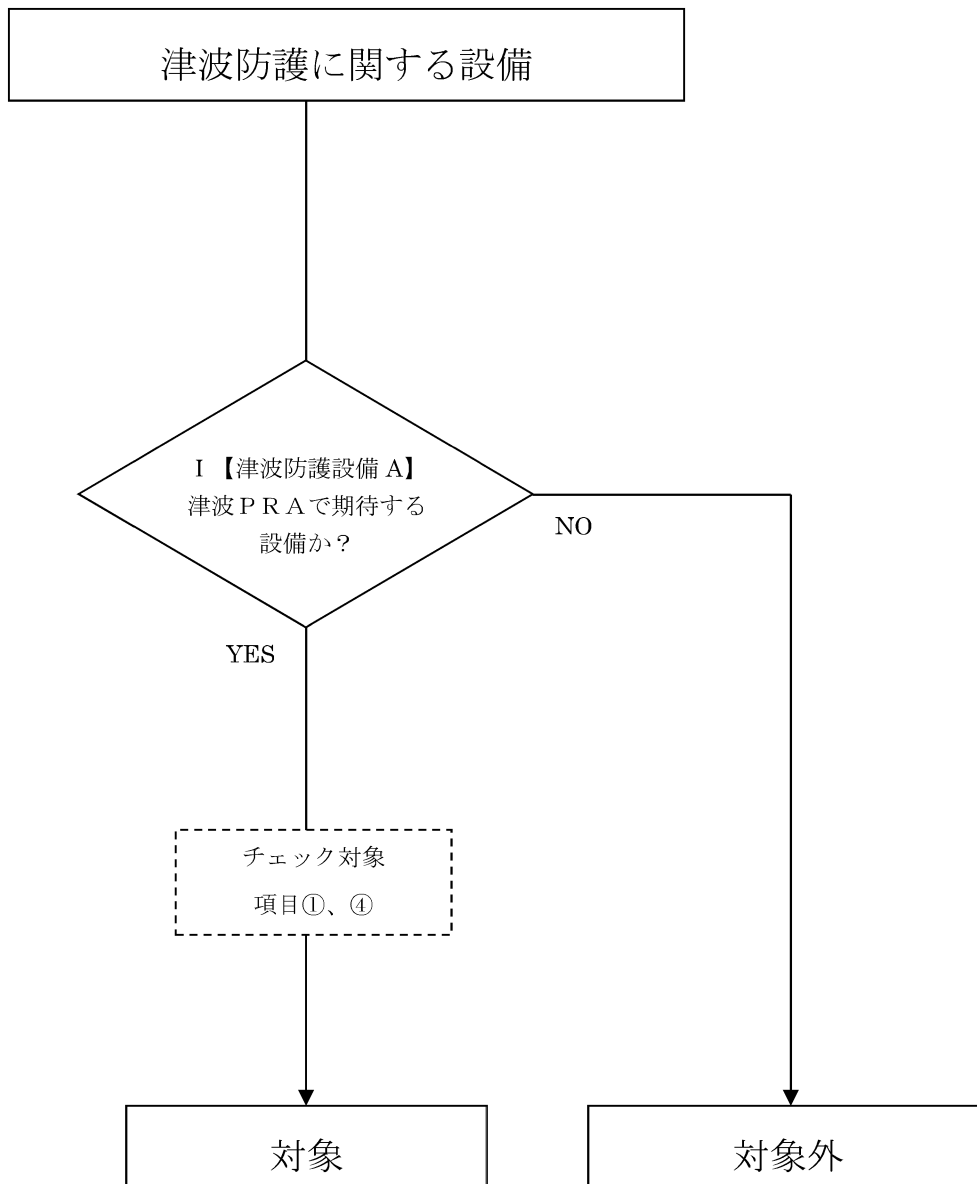 津波防護に関する設備
Ⅰ【津波防護設備 A】
津波ＰＲＡで期待する
設備か？
NO
YES
チェック対象
項目①、④
対象
対象外